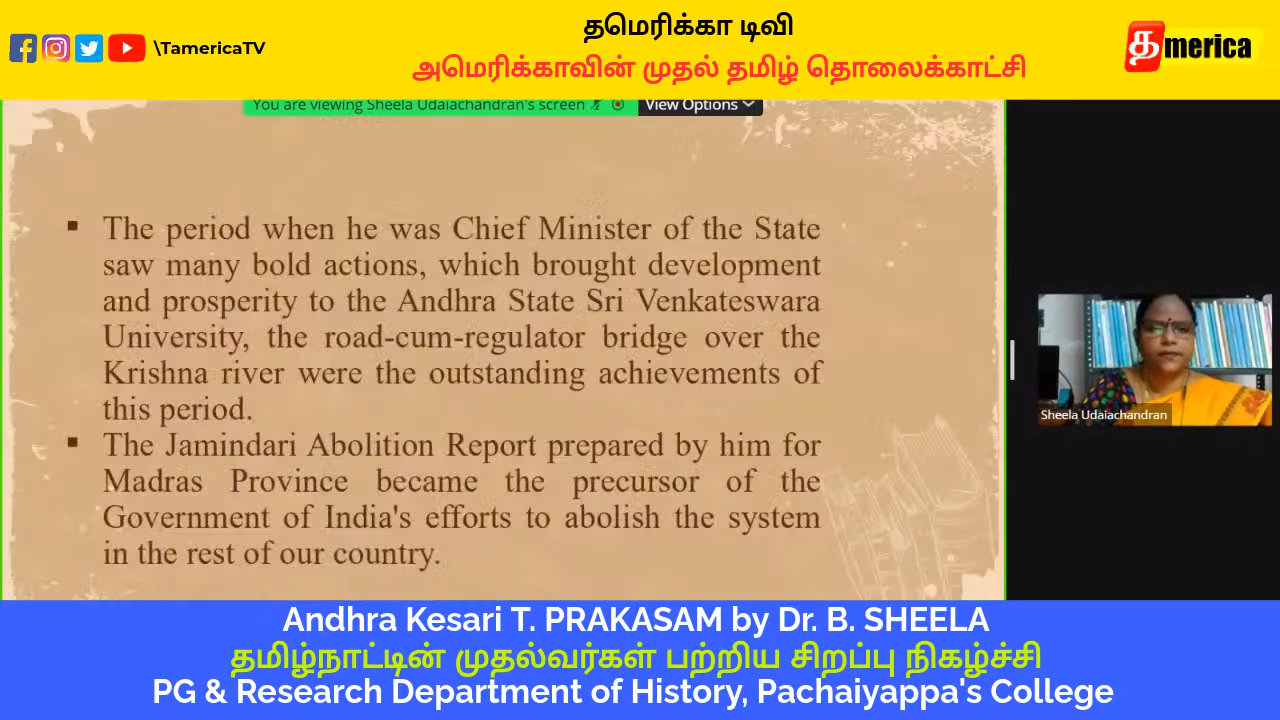 தமெரிக்கா டிவி
\TamericaTV
அமெரிக்காவின் முதல் தமிழ் தொலைக்காட்சி
தmerica
You are viewing Sheela Udaiachandran's screen
View Options
▪ The period when he was Chief Minister of the State
saw many bold actions, which brought development
and prosperity to the Andhra State Sri Venkateswara
University, the road-cum-regulator bridge over the
Krishna river were the outstanding achievements of
this period.
▪ The Jamindari Abolition Report prepared by him for
Madras Province became the precursor of the
Government of India's efforts to abolish the system
in the rest of our country.
Sheela Udaiachandran
Andhra Kesari T. PRAKASAM by Dr. B. SHEELA
தமிழ்நாட்டின் முதல்வர்கள் பற்றிய சிறப்பு நிகழ்ச்சி
PG & Research Department of History, Pachaiyappa's College